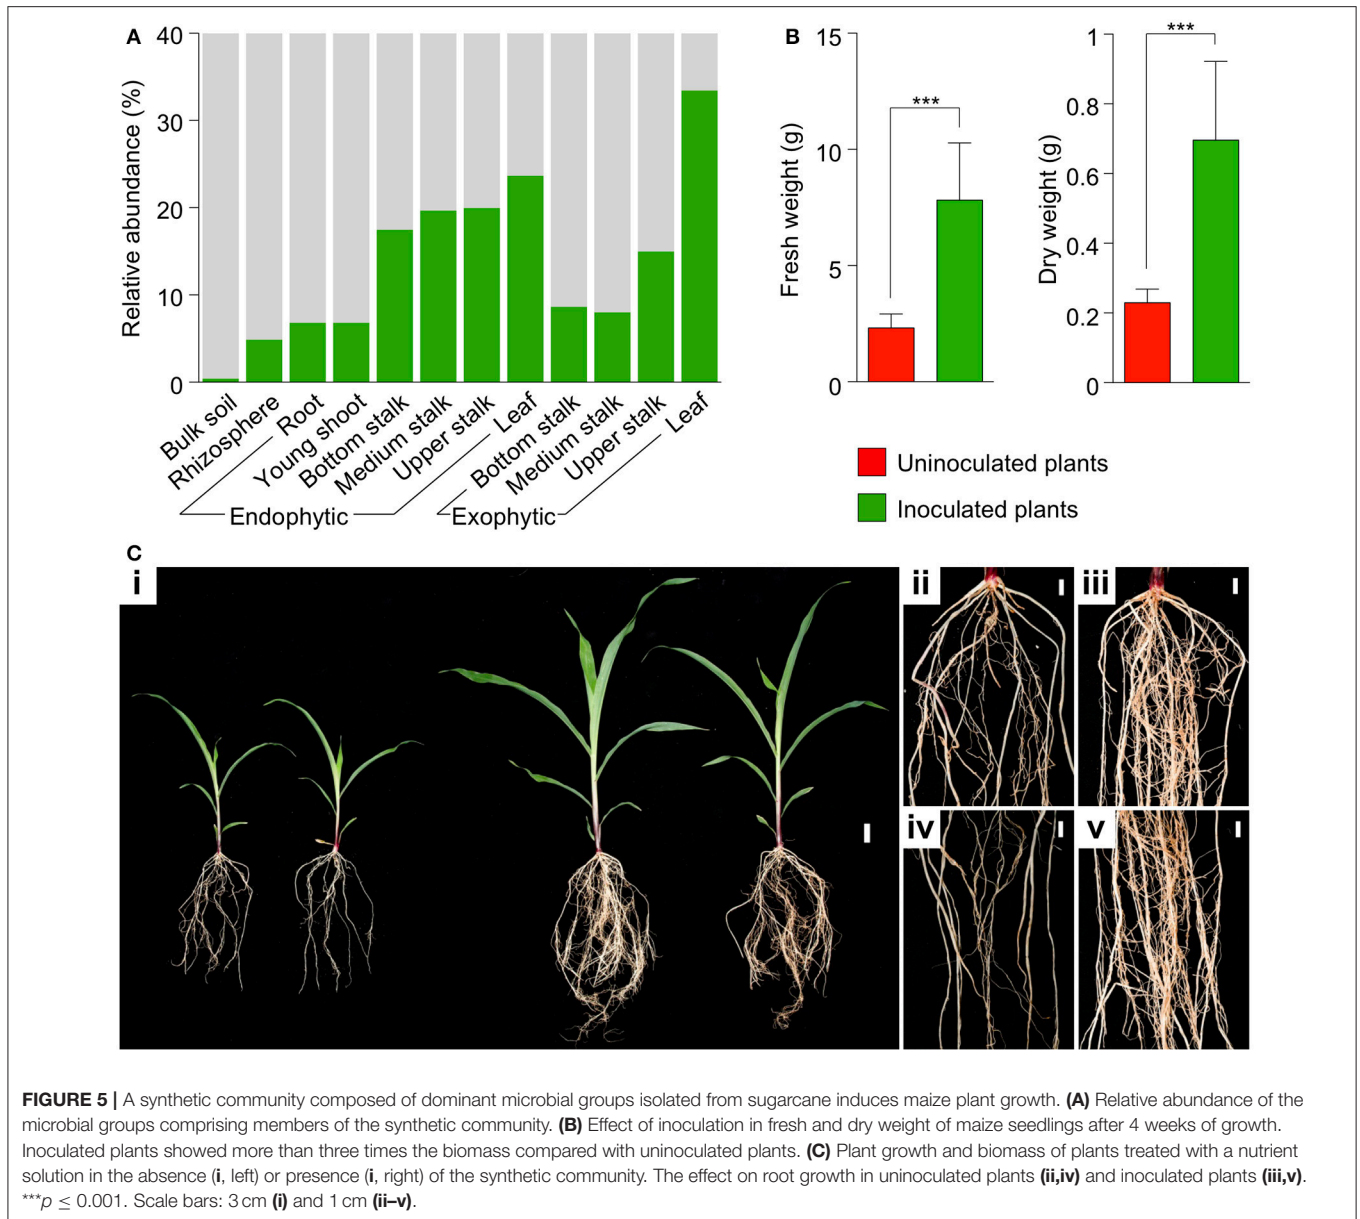 A
B
40
30
20
10
0
Relative abundance (%)
Bulk soil
Rhizosphere
Root
Young shoot
Bottom stalk
Medium stalk
Upper stalk
Leaf
Bottom stalk
Medium stalk
Upper stalk
Leaf
Endophytic
Exophytic
15
10
5
0
Fresh weight (g)
***
1
0.8
0.6
0.4
0.2
0
Dry weight (g)
***
Uninoculated plants
Inoculated plants
C
i
ii
iii
iv
v
FIGURE 5 | A synthetic community composed of dominant microbial groups isolated from sugarcane induces maize plant growth. (A) Relative abundance of the
microbial groups comprising members of the synthetic community. (B) Effect of inoculation in fresh and dry weight of maize seedlings after 4 weeks of growth.
Inoculated plants showed more than three times the biomass compared with uninoculated plants. (C) Plant growth and biomass of plants treated with a nutrient
solution in the absence (i, left) or presence (i, right) of the synthetic community. The effect on root growth in uninoculated plants (ii,iv) and inoculated plants (iii,v).
***p ≤ 0.001. Scale bars: 3 cm (i) and 1 cm (ii–v).